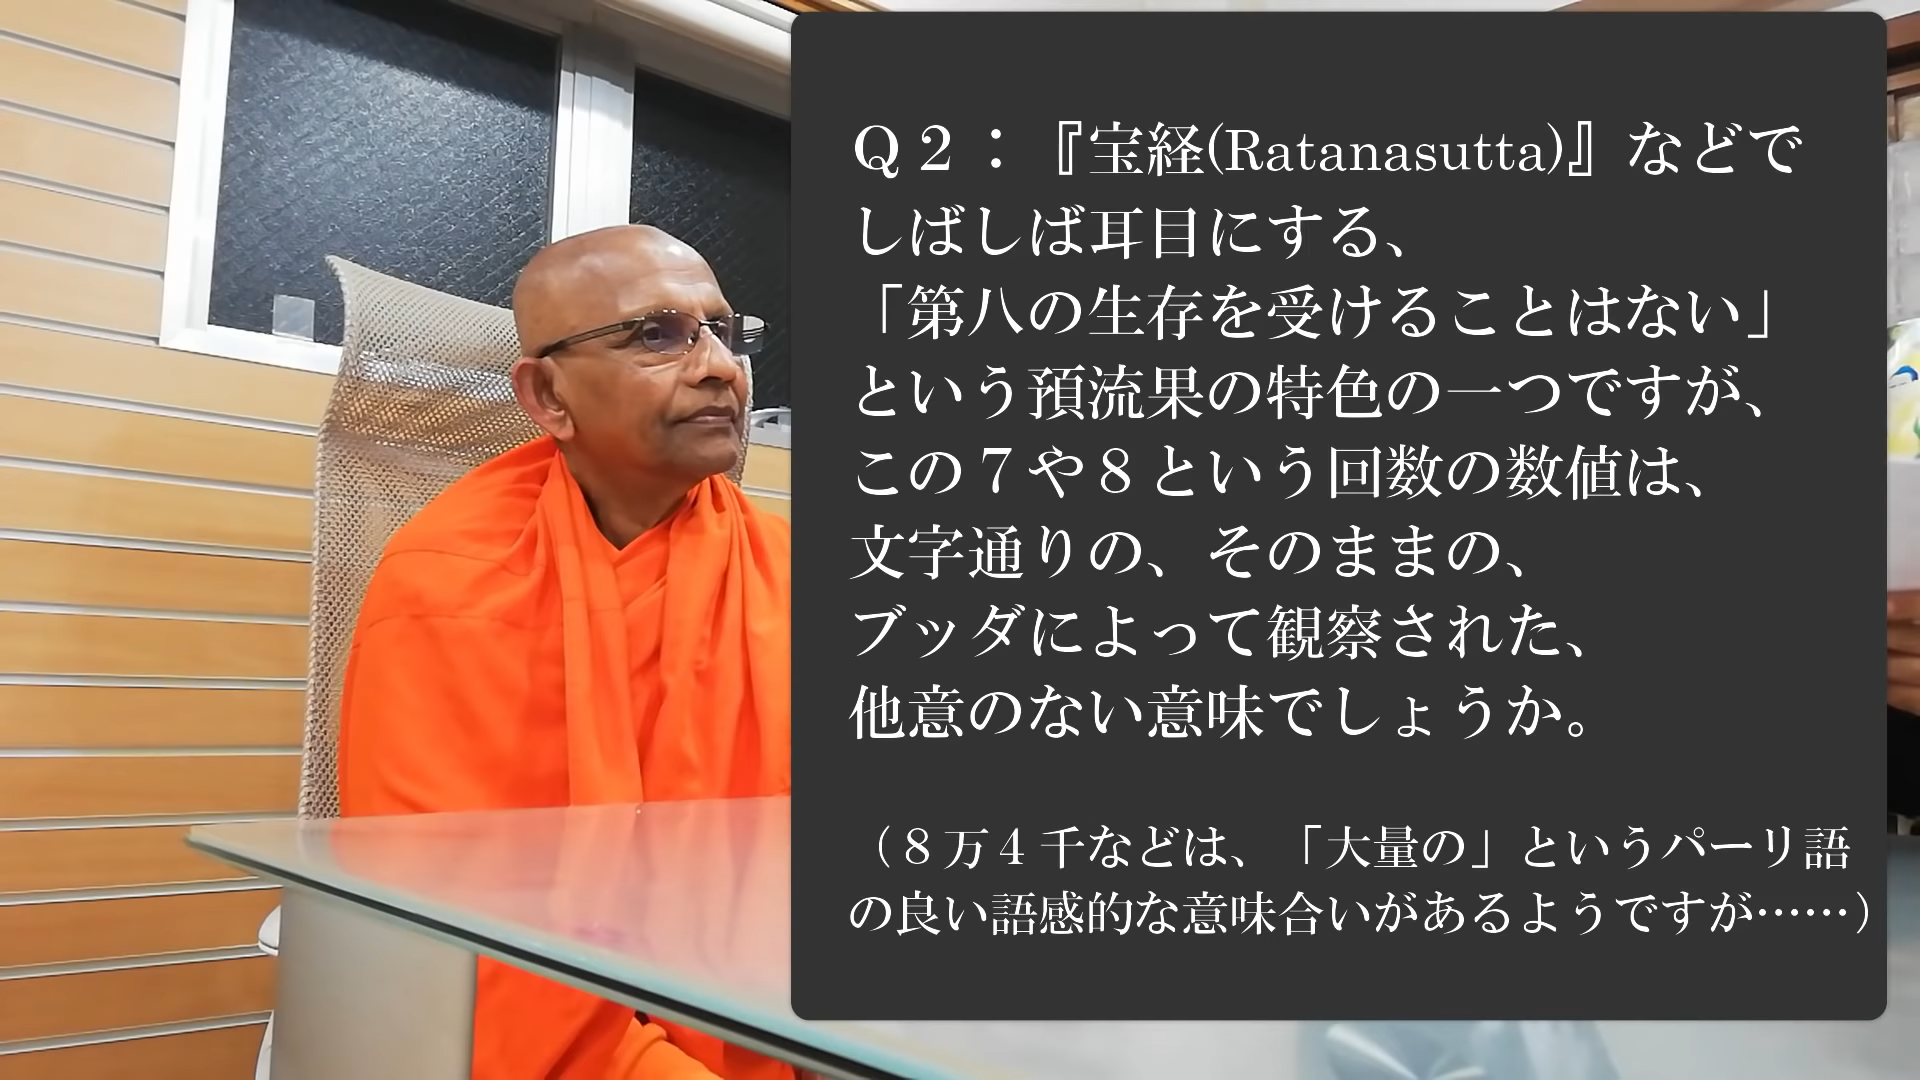 Ｑ２：『宝経(Ratanasutta)』などで
しばしば耳目にする、
「第八の生存を受けることはない」
という預流果の特色の一つですが、
この７や８という回数の数値は、
文字通りの、そのままの、
ブッダによって観察された、
他意のない意味でしょうか。
（８万４千などは、「大量の」というパーリ語
の良い語感的な意味合いがあるようですが……）